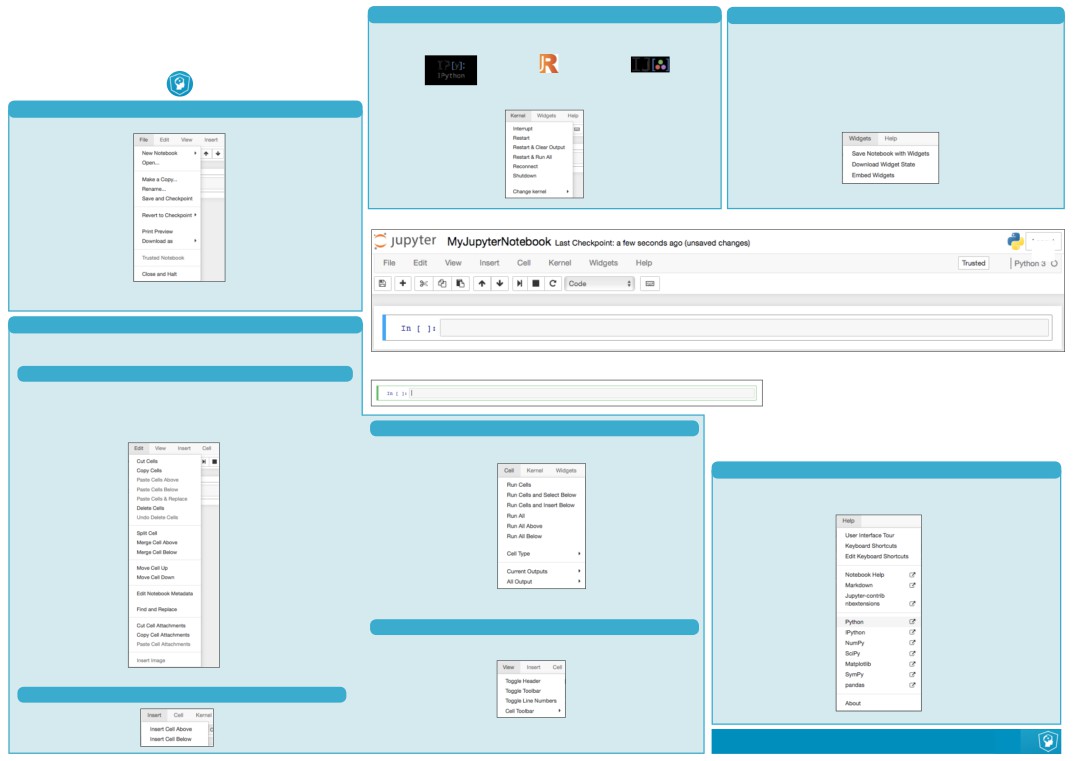 File Edit View Insert
New Notebook
Open...
Make a Copy...
Rename...
Save and Checkpoint
Revert to Checkpoint
Print Preview
Download as
Trusted Notebook
Close and Halt
Edit View Insert Cell
Cut Cells
Copy Cells
Paste Cells Above
Paste Cells Below
Paste Cells & Replace
Delete Cells
Undo Delete Cells
Split Cell
Merge Cell Above
Merge Cell Below
Move Cell Up
Move Cell Down
Edit Notebook Metadata
Find and Replace
Cut Cell Attachments
Copy Cell Attachments
Paste Cell Attachments
Insert Image
Insert Cell Kernel
Insert Cell Above
Insert Cell Below
IP[y]:
IPython
R
Kernel Widgets Help
Interrupt
Restart
Restart & Clear Output
Restart & Run All
Reconnect
Shutdown
Change kernel
Widgets Help
Save Notebook with Widgets
Download Widget State
Embed Widgets
jupyter MyJupyterNotebook Last Checkpoint: a few seconds ago (unsaved changes)
File Edit View Insert Cell Kernel Widgets Help Trusted Python 3
Code
In [ ]:
In [ ]:
Cell Kernel Widgets
Run Cells
Run Cells and Select Below
Run Cells and Insert Below
Run All
Run All Above
Run All Below
Cell Type
Current Outputs
All Output
View Insert Cell
Toggle Header
Toggle Toolbar
Toggle Line Numbers
Cell Toolbar
Help
User Interface Tour
Keyboard Shortcuts
Edit Keyboard Shortcuts
Notebook Help
Markdown
Jupyter-contrib
nbextensions
Python
IPython
NumPy
SciPy
Matplotlib
SymPy
pandas
About